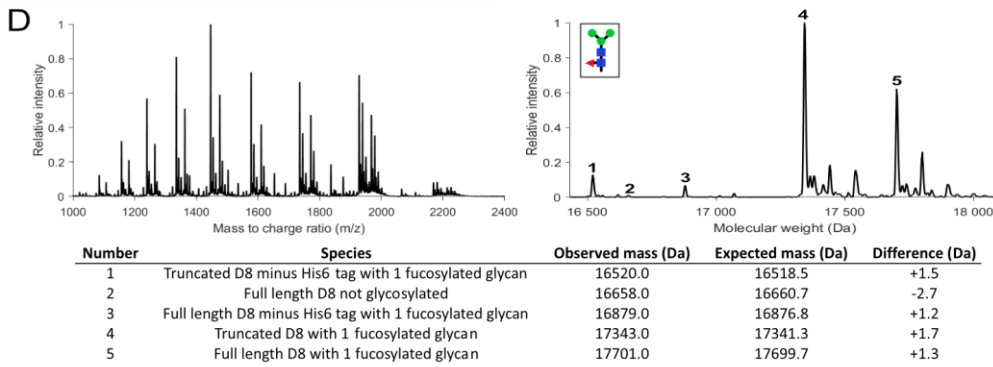 D
Relative intensity
1
0.8
0.6
0.4
0.2
0
1000 1200 1400 1600 1800 2000 2200 2400
Mass to charge ratio (m/z)
Relative intensity
1
0.8
0.6
0.4
0.2
0
1
2
3
4
5
16 500 17 000 17 500 18 000
Molecular weight (Da)
Number Species Observed mass (Da) Expected mass (Da) Difference (Da)
1 Truncated D8 minus His6 tag with 1 fucosylated glycan 16520.0 16518.5 +1.5
2 Full length D8 not glycosylated 16658.0 16660.7 -2.7
3 Full length D8 minus His6 tag with 1 fucosylated glycan 16879.0 16876.8 +1.2
4 Truncated D8 with 1 fucosylated glycan 17343.0 17341.3 +1.7
5 Full length D8 with 1 fucosylated glycan 17701.0 17699.7 +1.3